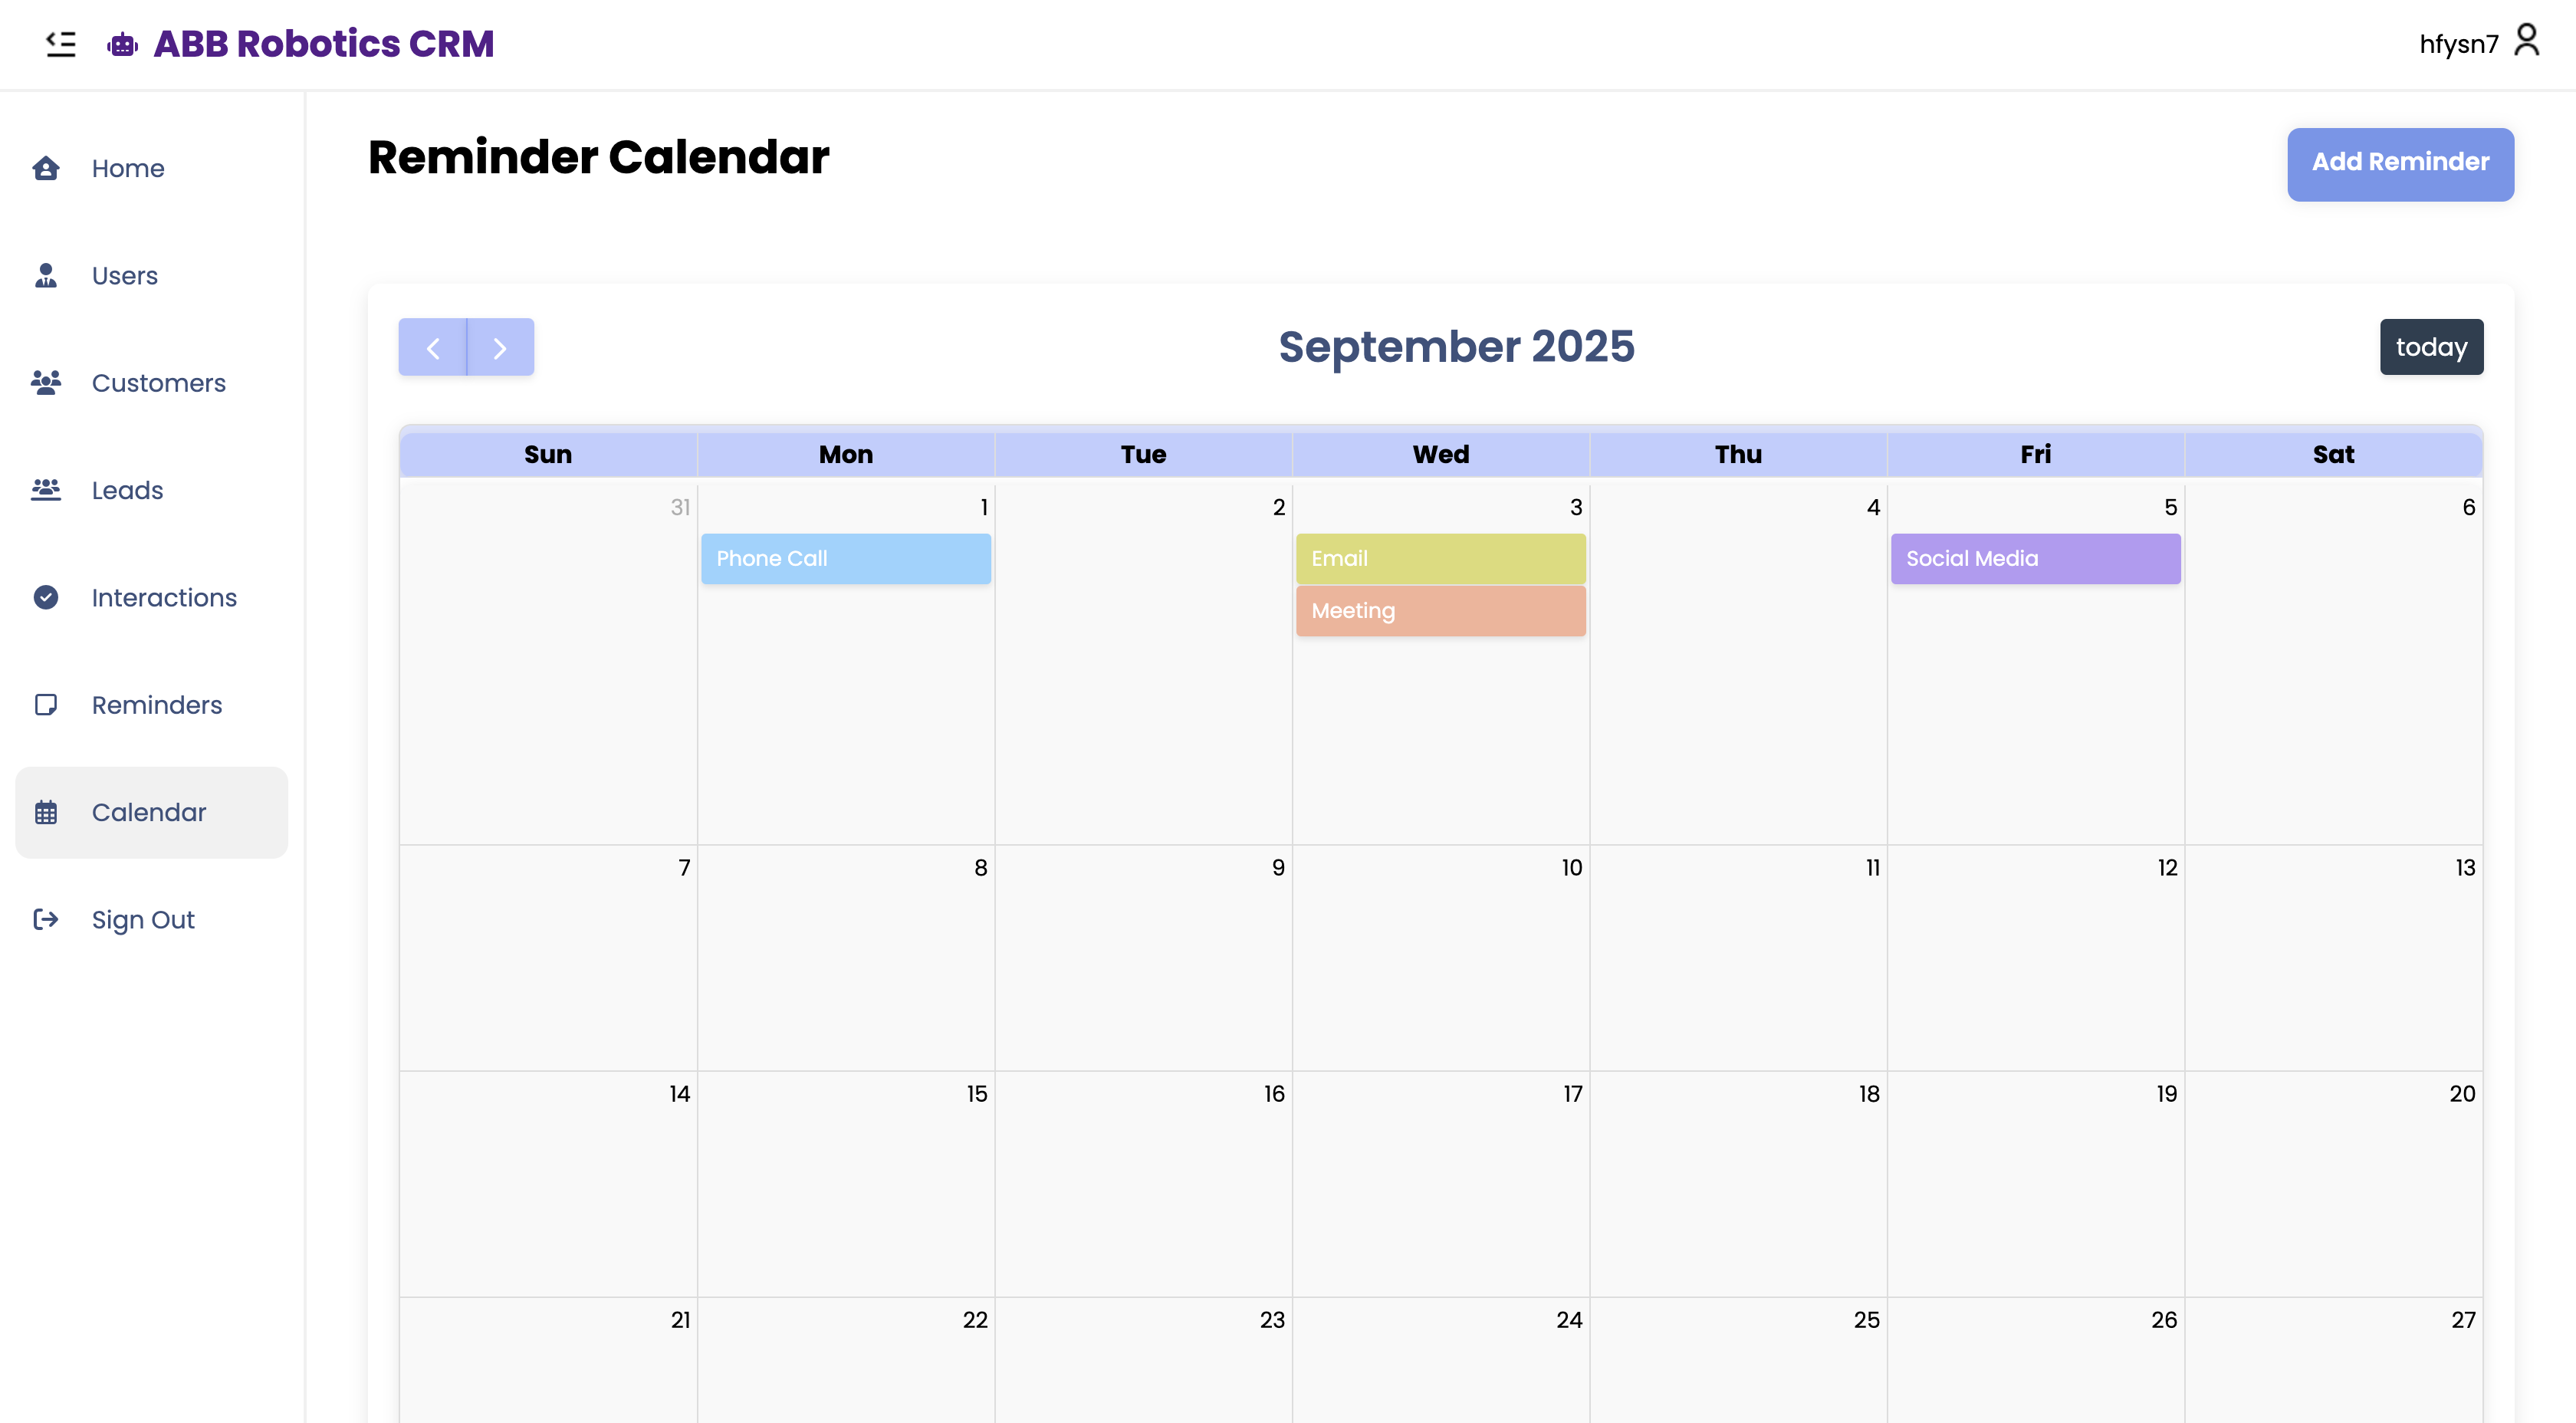 ABB Robotics CRM
hfysn7
Home
Users
Customers
Leads
Interactions
Reminders
Calendar
Sign Out
Reminder Calendar
Add Reminder
September 2025
today
Sun Mon Tue Wed Thu Fri Sat
31 1 2 3 4 5 6
Phone Call Email Social Media
Meeting
7 8 9 10 11 12 13
14 15 16 17 18 19 20
21 22 23 24 25 26 27